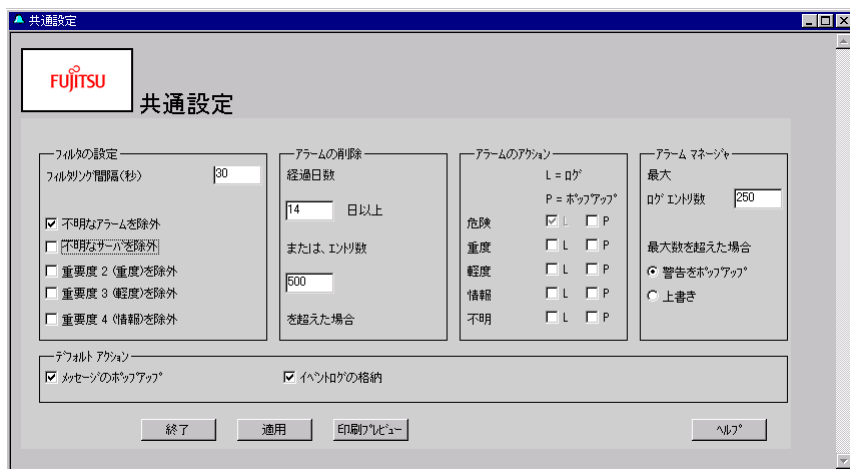 共通設定
FUJITSU
共通設定
フィルタの設定
フィルタリング間隔(秒)
30
不明なアラームを除外
不明なサーバを除外
重要度 2 (重度)を除外
重要度 3 (軽度)を除外
重要度 4 (情報)を除外
アラームの削除
経過日数
14 日以上
または、エントリ数
500
を超えた場合
アラームのアクション
L = ログ
P = ポップアップ
危険 L P
重度 L P
軽度 L P
情報 L P
不明 L P
アラーム マネージャ
最大
ログ エントリ数 250
最大数を超えた場合
警告をポップアップ
上書き
デフォルト アクション
メッセージのポップアップ
イベントログの格納
終了
適用
印刷プレビュー
ヘルプ